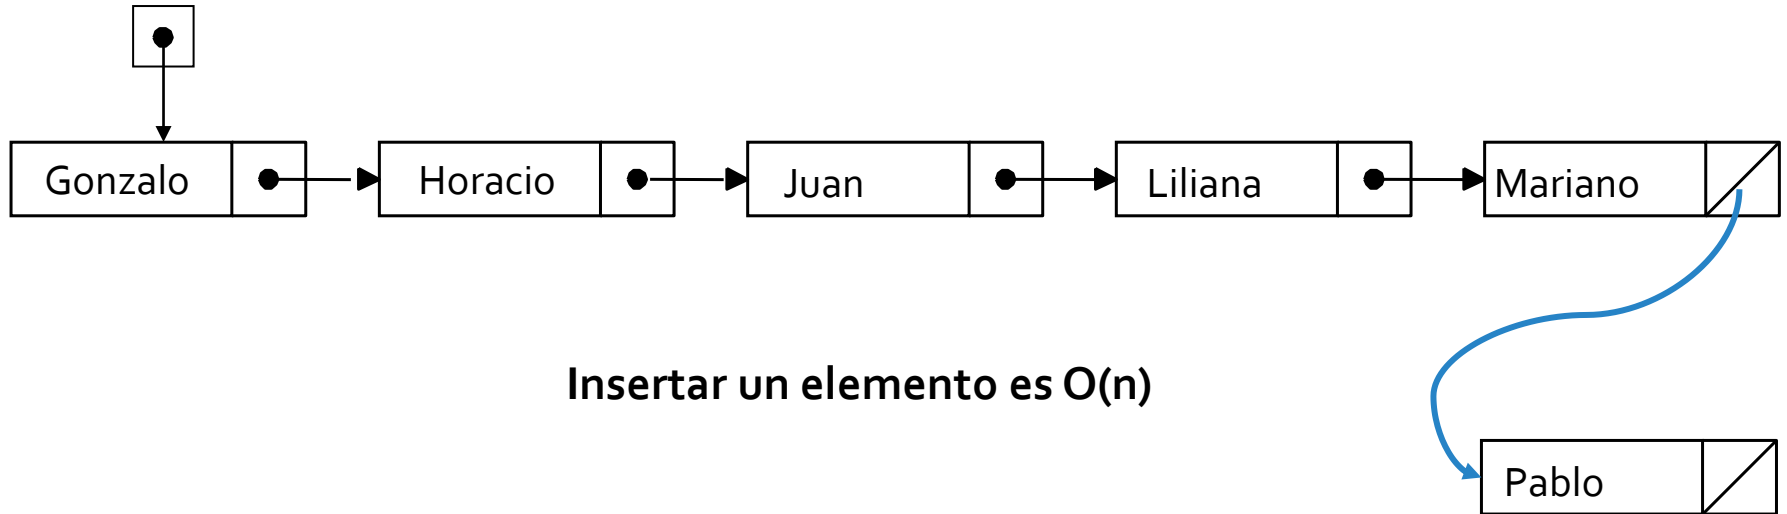 Gonzalo
Horacio
Juan
Liliana
Mariano
Insertar un elemento es O(n)
Pablo